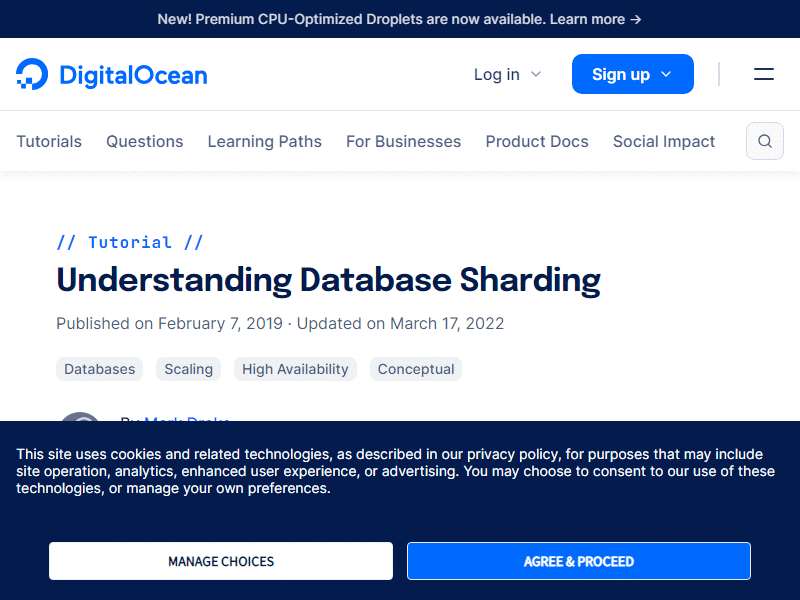 New! Premium CPU-Optimized Droplets are now available. Learn more →
DigitalOcean
Log in
Sign up
Tutorials Questions Learning Paths For Businesses Product Docs Social Impact
// Tutorial //
Understanding Database Sharding
Published on February 7, 2019 · Updated on March 17, 2022
Databases Scaling High Availability Conceptual
By Mark Drake
This site uses cookies and related technologies, as described in our privacy policy, for purposes that may include
site operation, analytics, enhanced user experience, or advertising. You may choose to consent to our use of these
technologies, or manage your own preferences.
MANAGE CHOICES AGREE & PROCEED